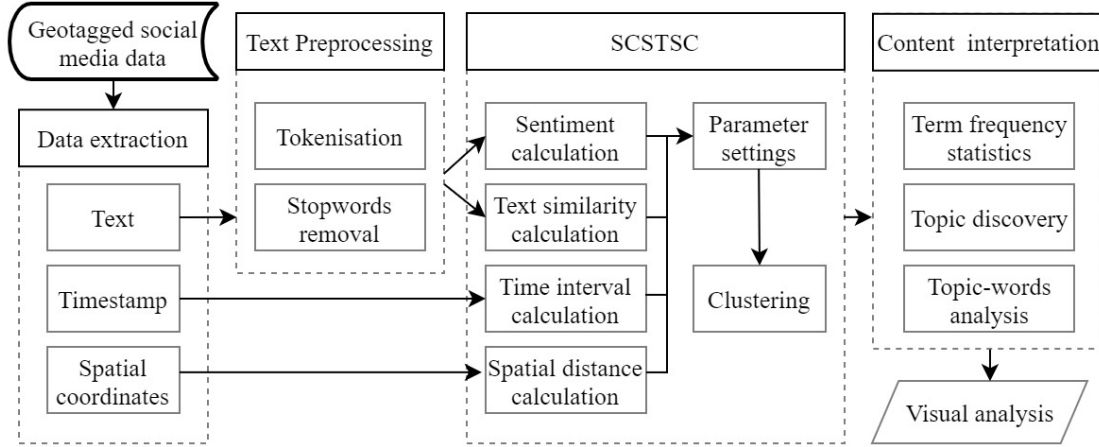 Geotagged social
media data
Data extraction
Text
Timestamp
Spatial
coordinates
Text Preprocessing
Tokenisation
Stopwords
removal
SCSTSC
Sentiment
calculation
Text similarity
calculation
Time interval
calculation
Spatial distance
calculation
Parameter
settings
Clustering
Content interpretation
Term frequency
statistics
Topic discovery
Topic-words
analysis
Visual analysis